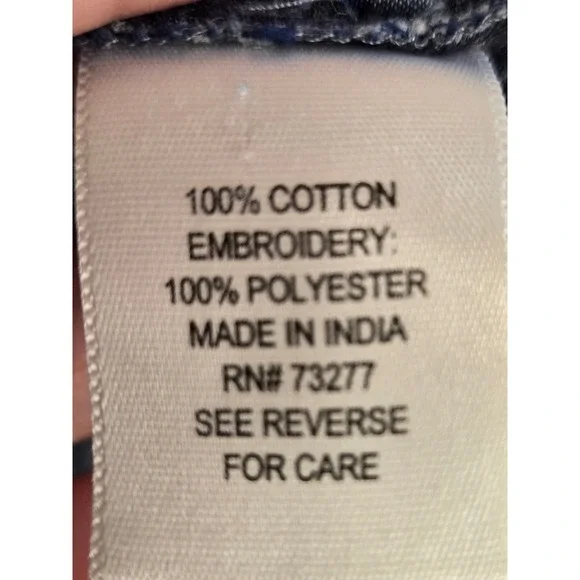 100% COTTON
EMBROIDERY:
100% POLYESTER
MADE IN INDIA
RN# 73277
SEE REVERSE
FOR CARE